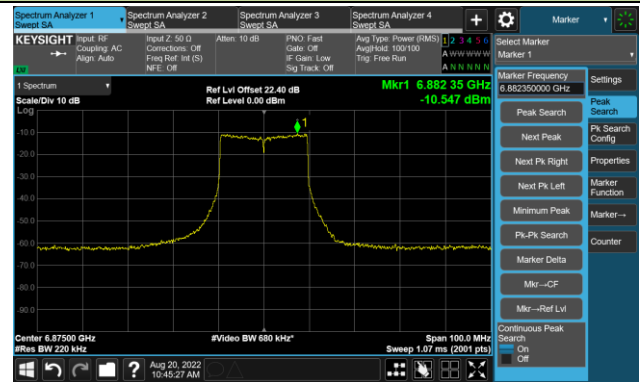 Spectrum Analyzer 1
Swept SA
Spectrum Analyzer 2
Swept SA
Spectrum Analyzer 3
Swept SA
Spectrum Analyzer 4
Swept SA
+
Marker
KEYSIGHT
Input: RF
Coupling: AC
Align: Auto
Input Z: 50 Ω
Corrections: Off
Freq Ref: Int (S)
NFE: Off
Atten: 10 dB
PNO: Fast
Gate: Off
IF Gain: Low
Sig Track: Off
Avg Type: Power (RMS)
Avg|Hold: 100/100
Trig: Free Run
1 2 3 4 5 6
A W W W W W
A N N N N N
LXI
Select Marker
Marker 1
1 Spectrum
Scale/Div 10 dB
Log
Ref Lvl Offset 22.40 dB
Ref Level 0.00 dBm
Mkr1 6.882 35 GHz
-10.547 dBm
1
-10.0
-20.0
-30.0
-40.0
-50.0
-60.0
-70.0
-80.0
-90.0
Center 6.87500 GHz
#Res BW 220 kHz
#Video BW 680 kHz*
Span 100.0 MHz
Sweep 1.07 ms (2001 pts)
Marker Frequency
6.882350000 GHz
Peak Search
Next Peak
Next Pk Right
Next Pk Left
Minimum Peak
Pk-Pk Search
Marker Delta
Mkr→CF
Mkr→Ref Lvl
Continuous Peak
Search
On
Off
Settings
Peak
Search
Pk Search
Config
Properties
Marker
Function
Marker→
Counter
?
Aug 20, 2022
10:45:27 AM